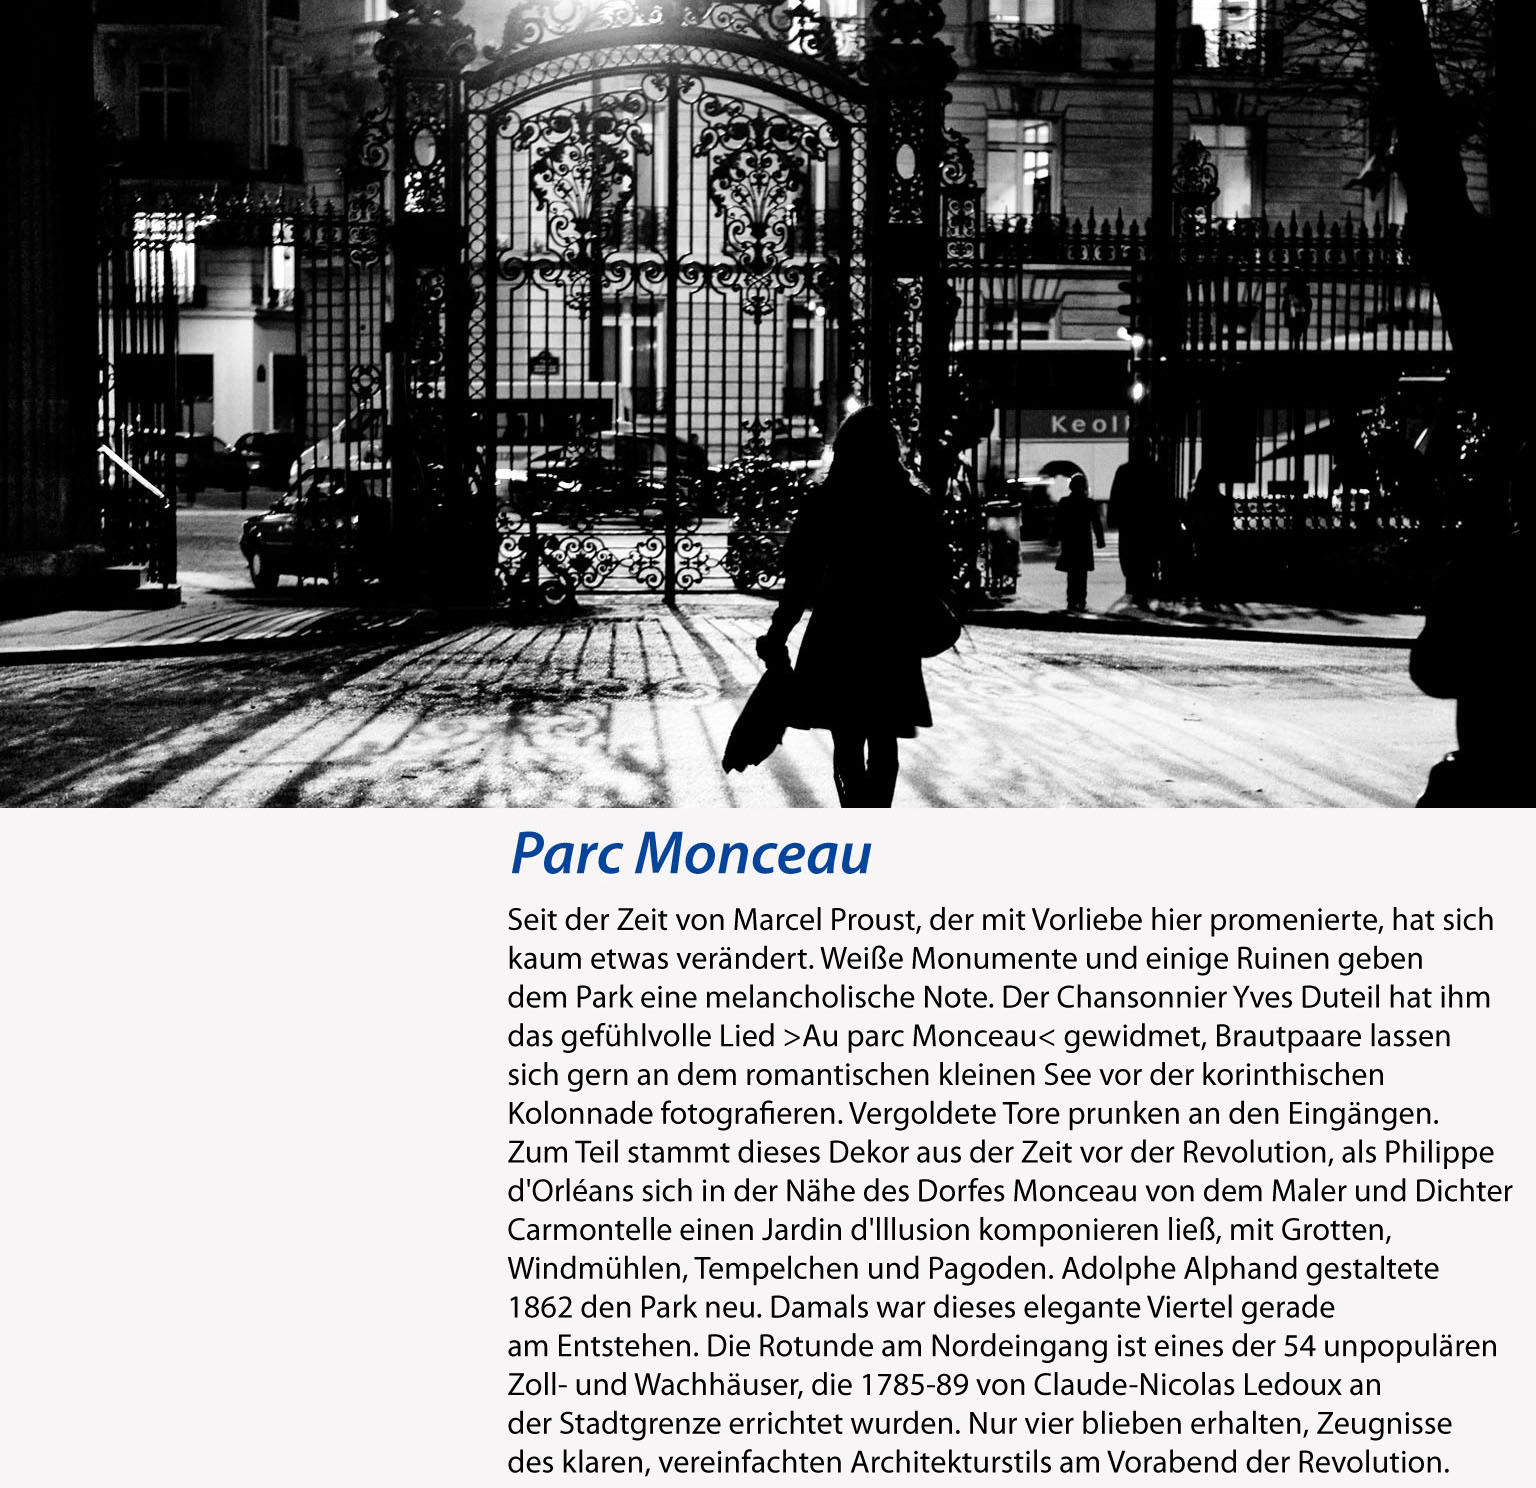 Keoli
Parc Monceau
Seit der Zeit von Marcel Proust, der mit Vorliebe hier promenierte, hat sich
kaum etwas verändert. Weiße Monumente und einige Ruinen geben
dem Park eine melancholische Note. Der Chansonnier Yves Duteil hat ihm
das gefühlvolle Lied >Au parc Monceau< gewidmet, Brautpaare lassen
sich gern an dem romantischen kleinen See vor der korinthischen
Kolonnade fotografieren. Vergoldete Tore prunken an den Eingängen.
Zum Teil stammt dieses Dekor aus der Zeit vor der Revolution, als Philippe
d'Orléans sich in der Nähe des Dorfes Monceau von dem Maler und Dichter
Carmontelle einen Jardin d'lllusion komponieren ließ, mit Grotten,
Windmühlen, Tempelchen und Pagoden. Adolphe Alphand gestaltete
1862 den Park neu. Damals war dieses elegante Viertel gerade
am Entstehen. Die Rotunde am Nordeingang ist eines der 54 unpopulären
Zoll- und Wachhäuser, die 1785-89 von Claude-Nicolas Ledoux an
der Stadtgrenze errichtet wurden. Nur vier blieben erhalten, Zeugnisse
des klaren, vereinfachten Architekturstils am Vorabend der Revolution.